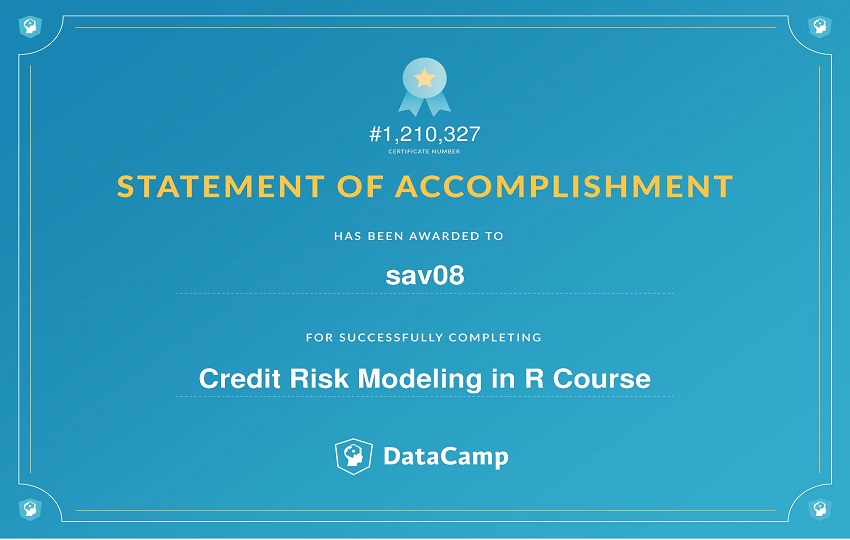 #1,210,327
CERTIFICATE NUMBER
STATEMENT OF ACCOMPLISHMENT
HAS BEEN AWARDED TO
sav08
FOR SUCCESSFULLY COMPLETING
Credit Risk Modeling in R Course
DataCamp